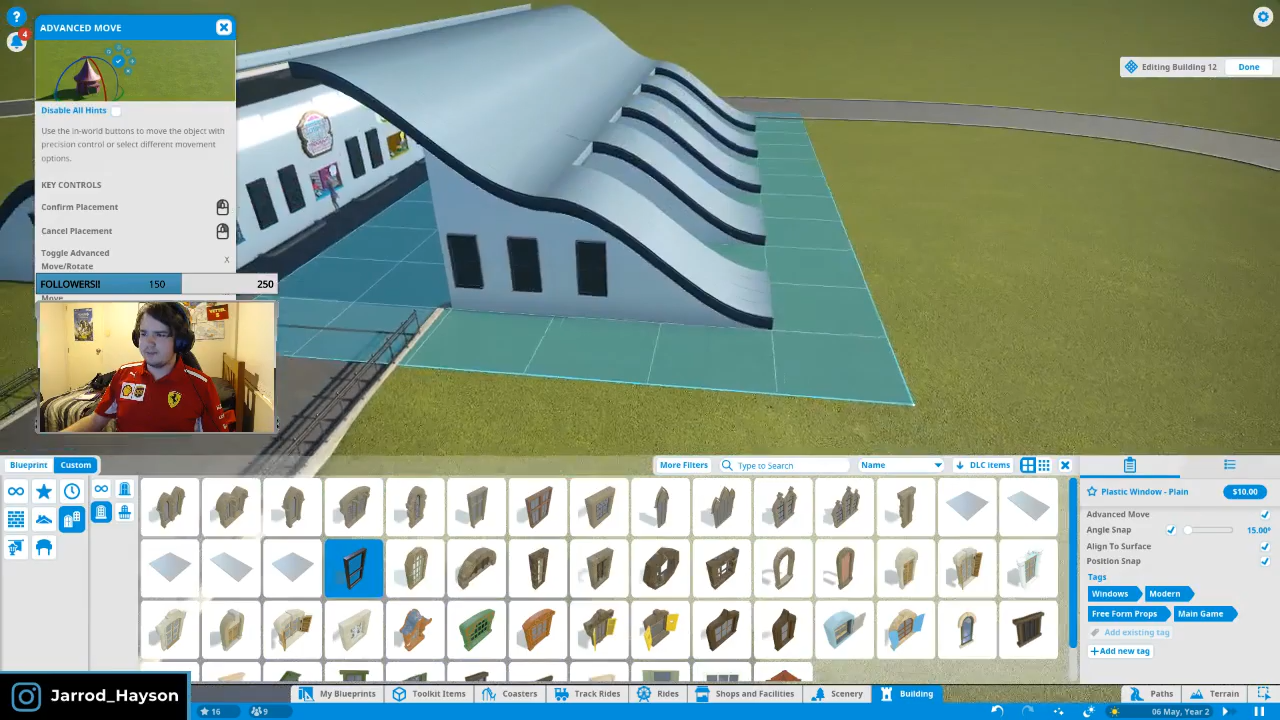 ?
4
ADVANCED MOVE
Disable All Hints
Use the in-world buttons to move the object with
precision control or select different movement
options.
KEY CONTROLS
Confirm Placement
Cancel Placement
Toggle Advanced
Move/Rotate
X
FOLLOWERS!! 150 250
Move
Editing Building 12 Done
Blueprint Custom More Filters Type to Search Name DLC items
Plastic Window - Plain $10.00
Advanced Move
Angle Snap 15.00°
Align To Surface
Position Snap
Tags
Windows Modern
Free Form Props Main Game
Add existing tag
+Add new tag
Jarrod_Hayson
My Blueprints Toolkit Items Coasters Track Rides Rides Shops and Facilities Scenery Building Paths Terrain
16 9 06 May, Year 2